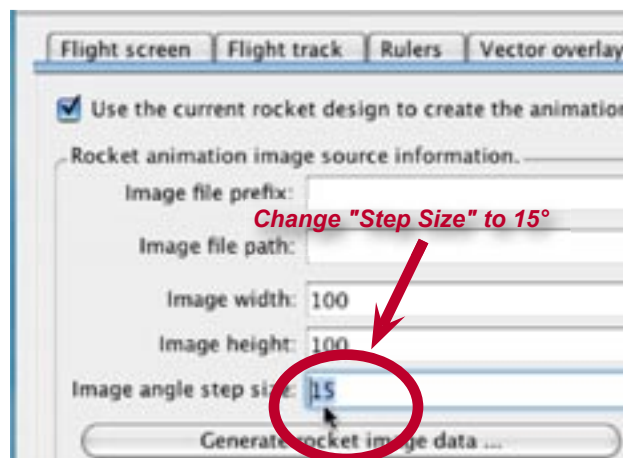 Flight screen Flight track Rulers Vector overlay
Use the current rocket design to create the animation
Rocket animation image source information.
Image file prefix:
Change "Step Size" to 15°
Image file path:
Image width: 100
Image height: 100
Image angle step size: 15
Generate rocket image data ...